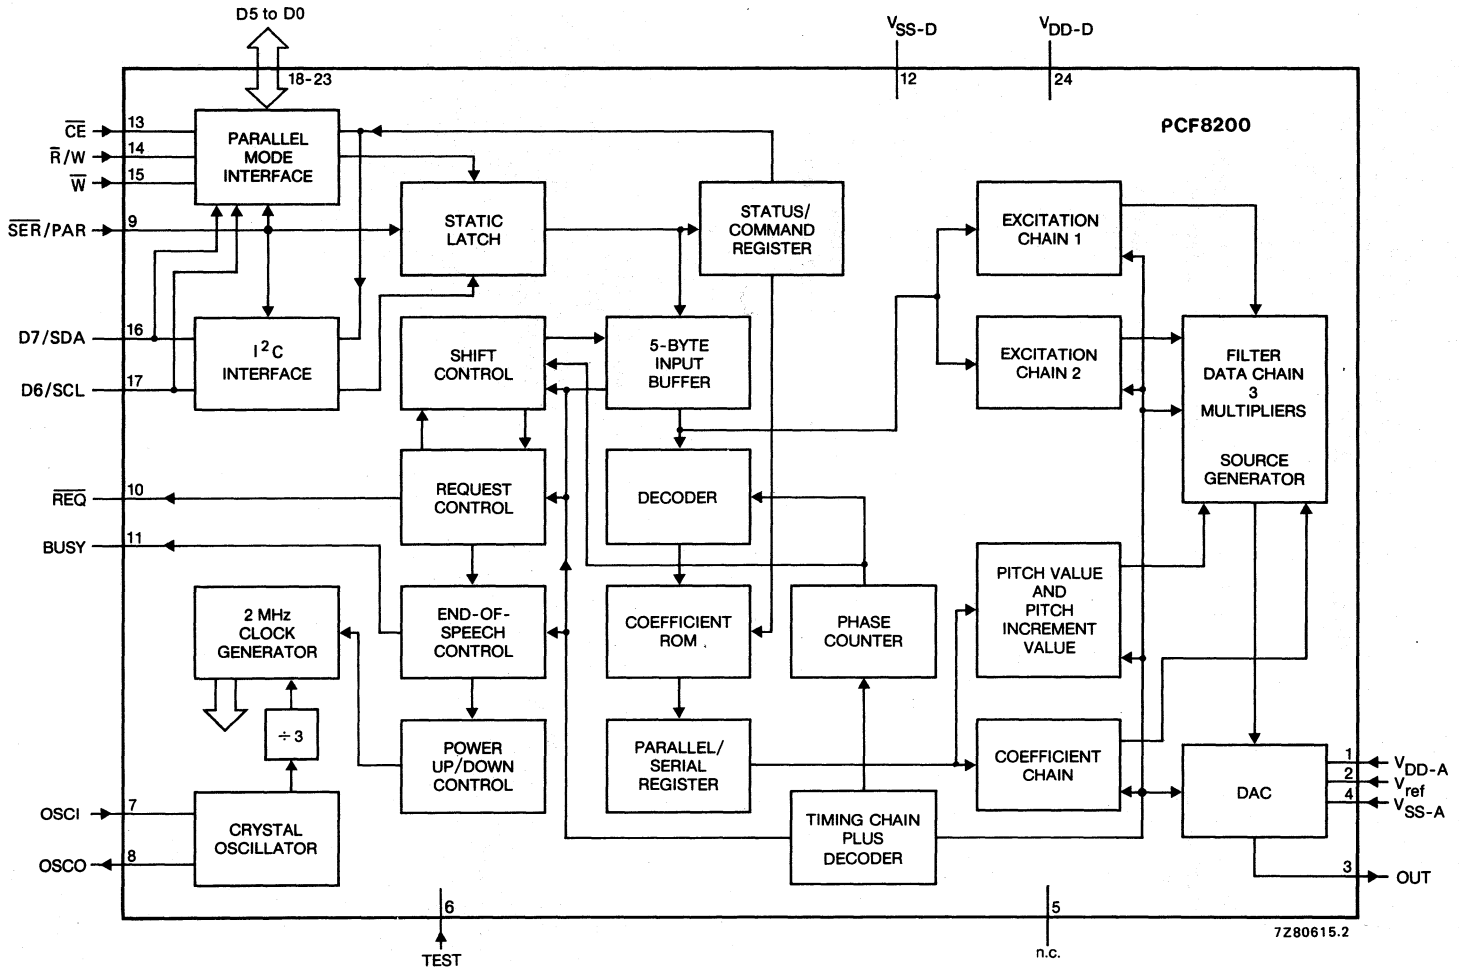 D5 to D0
18-23
VSS-D
12
VDD-D
24
PCF8200
CE
13
R/W
14
W
15
SER/PAR
9
D7/SDA
16
D6/SCL
17
REQ
10
BUSY
11
OSCI
7
OSCO
8
PARALLEL
MODE
INTERFACE
STATIC
LATCH
STATUS/
COMMAND
REGISTER
EXCITATION
CHAIN 1
I2C
INTERFACE
SHIFT
CONTROL
5-BYTE
INPUT
BUFFER
EXCITATION
CHAIN 2
FILTER
DATA CHAIN
3
MULTIPLIERS
SOURCE
GENERATOR
REQUEST
CONTROL
DECODER
2 MHz
CLOCK
GENERATOR
END-OF-
SPEECH
CONTROL
COEFFICIENT
ROM
PHASE
COUNTER
PITCH VALUE
AND
PITCH
INCREMENT
VALUE
÷3
POWER
UP/DOWN
CONTROL
PARALLEL/
SERIAL
REGISTER
COEFFICIENT
CHAIN
DAC
CRYSTAL
OSCILLATOR
TIMING CHAIN
PLUS
DECODER
1
VDD-A
2
Vref
4
VSS-A
3
OUT
6
TEST
5
n.c.
7Z80615.2